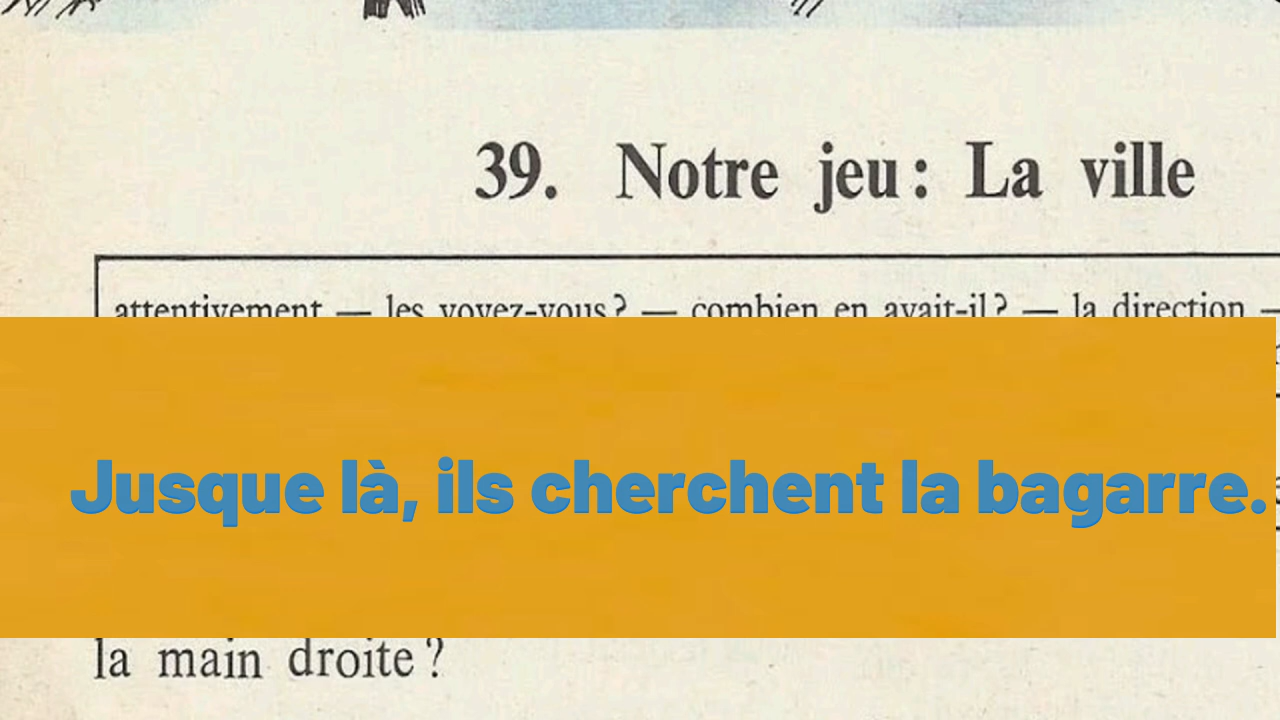 39. Notre jeu : La ville
attentivement — les voyez-vous ? — combien en avait-il ? — la direction —
Jusque là, ils cherchent la bagarre.
la main droite ?